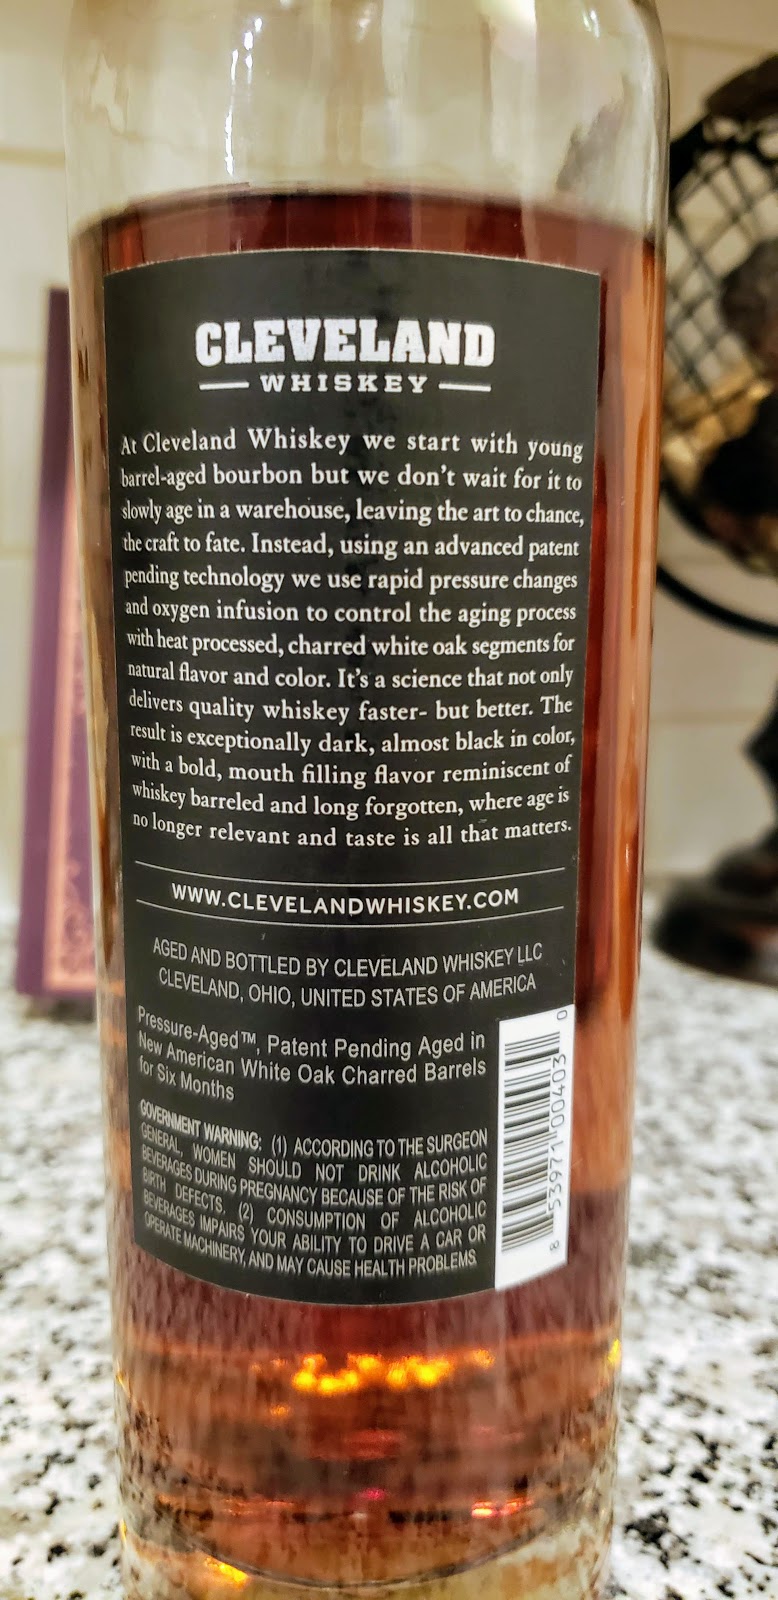 CLEVELAND
WHISKEY
At Cleveland Whiskey we start with young
barrel-aged bourbon but we don't wait for it to
slowly age in a warehouse, leaving the art to chance,
the craft to fate. Instead, using an advanced patent
pending technology we use rapid pressure changes
and oxygen infusion to control the aging process
with heat processed, charred white oak segments for
natural flavor and color. It's a science that not only
delivers quality whiskey faster- but better. The
result is exceptionally dark, almost black in color,
with a bold, mouth filling flavor reminiscent of
whiskey barreled and long forgotten, where age is
no longer relevant and taste is all that matters.
WWW.CLEVELANDWHISKEY.COM
AGED AND BOTTLED BY CLEVELAND WHISKEY LLC
CLEVELAND, OHIO, UNITED STATES OF AMERICA
Pressure-Aged™, Patent Pending Aged in
New American White Oak Charred Barrels
for Six Months
GOVERNMENT WARNING: (1) ACCORDING TO THE SURGEON
GENERAL, WOMEN SHOULD NOT DRINK ALCOHOLIC
BEVERAGES DURING PREGNANCY BECAUSE OF THE RISK OF
BIRTH DEFECTS. (2) CONSUMPTION OF ALCOHOLIC
BEVERAGES IMPAIRS YOUR ABILITY TO DRIVE A CAR OR
OPERATE MACHINERY, AND MAY CAUSE HEALTH PROBLEMS
8 53971 00403 0